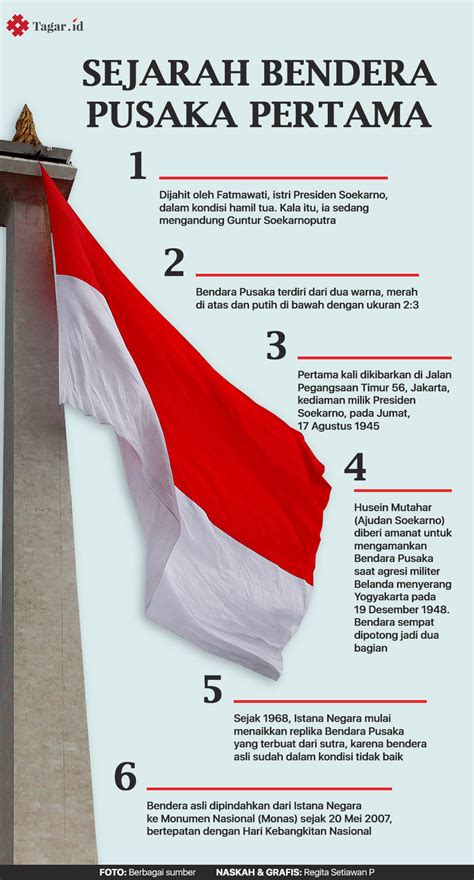 Tagar.id
SEJARAH BENDERA
PUSAKA PERTAMA
1
Dijahit oleh Fatmawati, istri Presiden Soekarno,
dalam kondisi hamil tua. Kala itu, ia sedang
mengandung Guntur Soekarnoputra
2
Bendara Pusaka terdiri dari dua warna, merah
di atas dan putih di bawah dengan ukuran 2:3
3
Pertama kali dikibarkan di Jalan
Pegangsaan Timur 56, Jakarta,
kediaman milik Presiden
Soekarno, pada Jumat,
17 Agustus 1945
4
Husein Mutahar
(Ajudan Soekarno)
diberi amanat untuk
mengamankan
Bendara Pusaka
saat agresi militer
Belanda menyerang
Yogyakarta pada
19 Desember 1948.
Bendara sempat
dipotong jadi dua
bagian
5
Sejak 1968, Istana Negara mulai
menaikkan replika Bendara Pusaka
yang terbuat dari sutra, karena bendera
asli sudah dalam kondisi tidak baik
6
Bendera asli dipindahkan dari Istana Negara
ke Monumen Nasional (Monas) sejak 20 Mei 2007,
bertepatan dengan Hari Kebangkitan Nasional
FOTO: Berbagai sumber NASKAH & GRAFIS: Regita Setiawan P